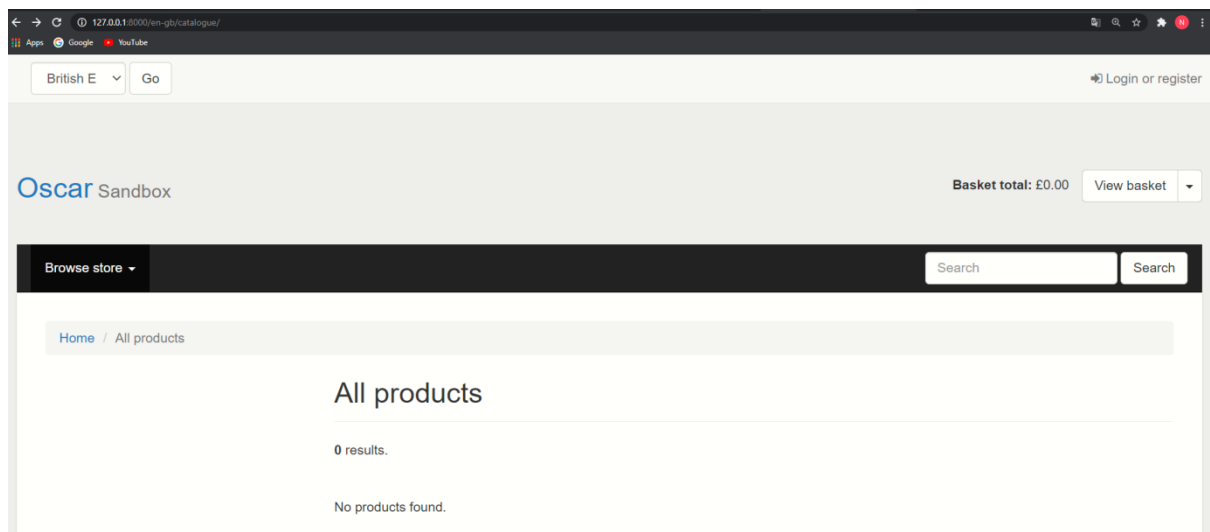 127.0.0.1:8000/en-gb/catalogue/
N
Apps Google YouTube
British E Go Login or register
Oscar Sandbox Basket total: £0.00 View basket
Browse store Search Search
Home / All products
All products
0 results.
No products found.